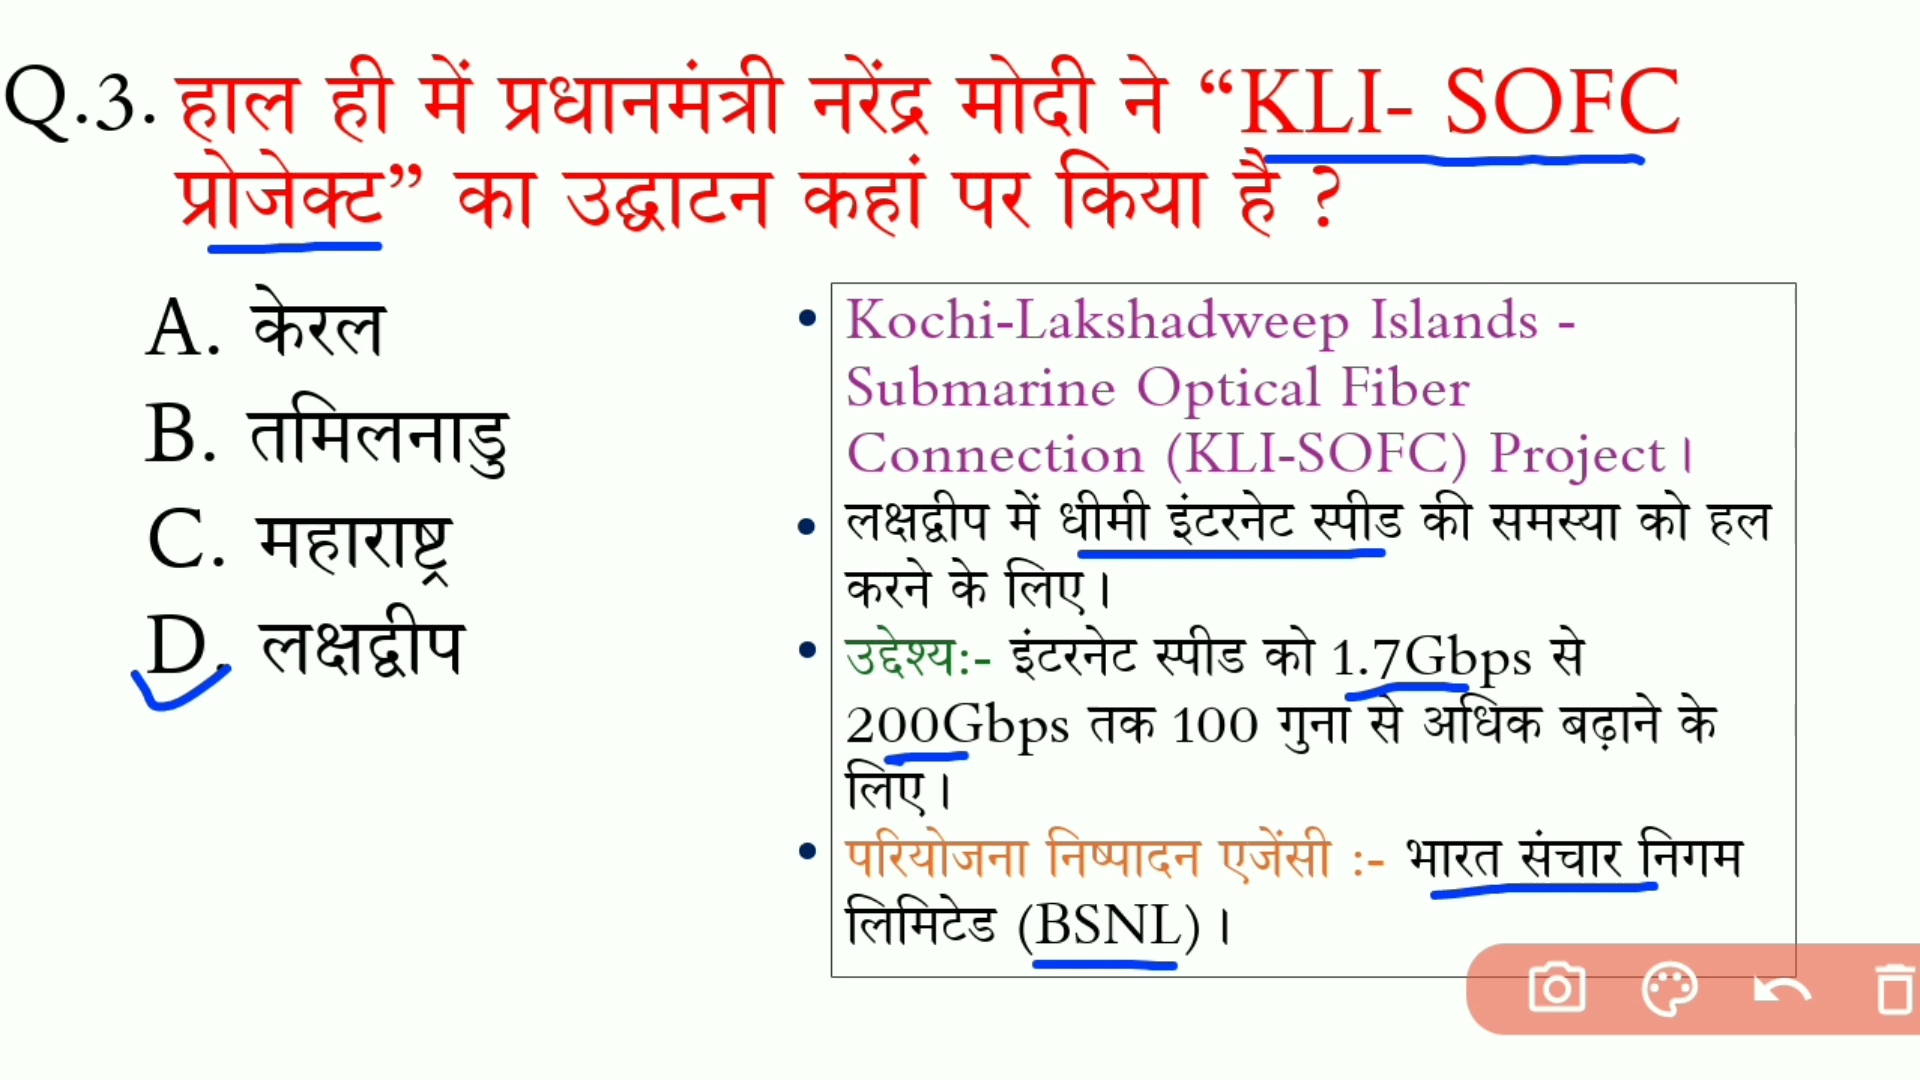 Q.3. हाल ही में प्रधानमंत्री नरेंद्र मोदी ने “KLI- SOFC
प्रोजेक्ट” का उद्घाटन कहां पर किया है ?
A. केरल
B. तमिलनाडु
C. महाराष्ट्र
D. लक्षद्वीप
• Kochi-Lakshadweep Islands -
Submarine Optical Fiber
Connection (KLI-SOFC) Project।
• लक्षद्वीप में धीमी इंटरनेट स्पीड की समस्या को हल
करने के लिए।
• उद्देश्य:- इंटरनेट स्पीड को 1.7Gbps से
200Gbps तक 100 गुना से अधिक बढ़ाने के
लिए।
• परियोजना निष्पादन एजेंसी :- भारत संचार निगम
लिमिटेड (BSNL)।